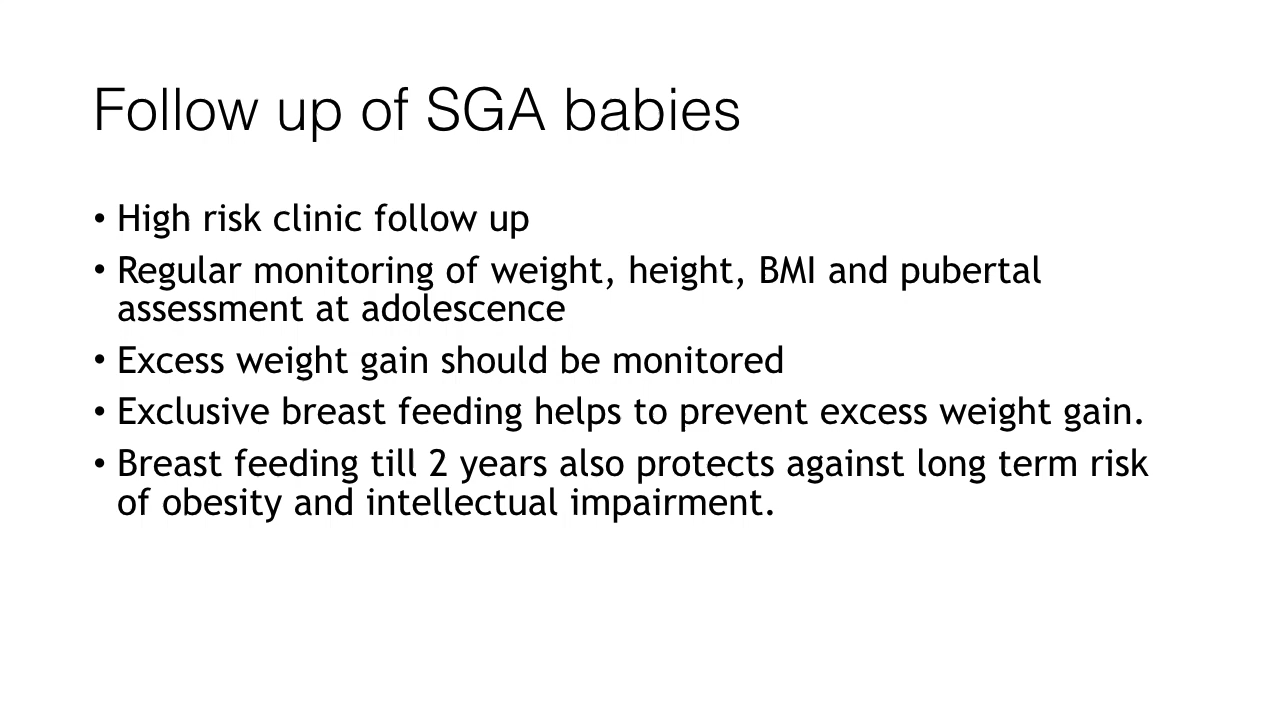 Follow up of SGA babies
• High risk clinic follow up
• Regular monitoring of weight, height, BMI and pubertal
assessment at adolescence
• Excess weight gain should be monitored
• Exclusive breast feeding helps to prevent excess weight gain.
• Breast feeding till 2 years also protects against long term risk
of obesity and intellectual impairment.